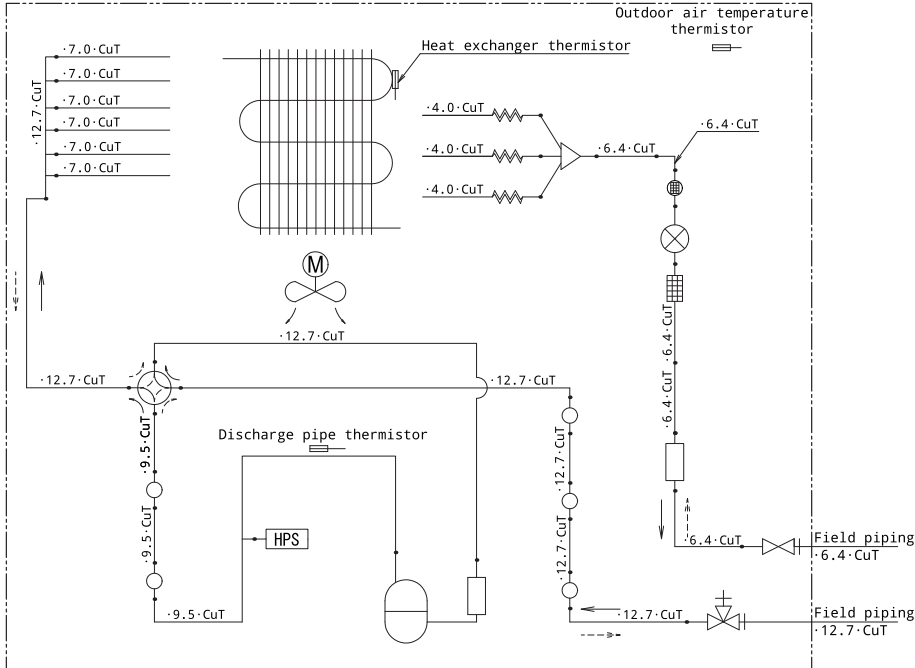 Outdoor air temperature
thermistor
·7.0·CuT
·7.0·CuT
·7.0·CuT
·7.0·CuT
·7.0·CuT
·7.0·CuT
·12.7·CuT
Heat exchanger thermistor
·4.0·CuT
·4.0·CuT
·4.0·CuT
·6.4·CuT
·6.4·CuT
M
·12.7·CuT
·6.4·CuT
·6.4·CuT
·12.7·CuT
·12.7·CuT
·9.5·CuT
Discharge pipe thermistor
·12.7·CuT
·9.5·CuT
HPS
·12.7·CuT
·6.4·CuT
Field piping
·6.4·CuT
·9.5·CuT
·12.7·CuT
Field piping
·12.7·CuT